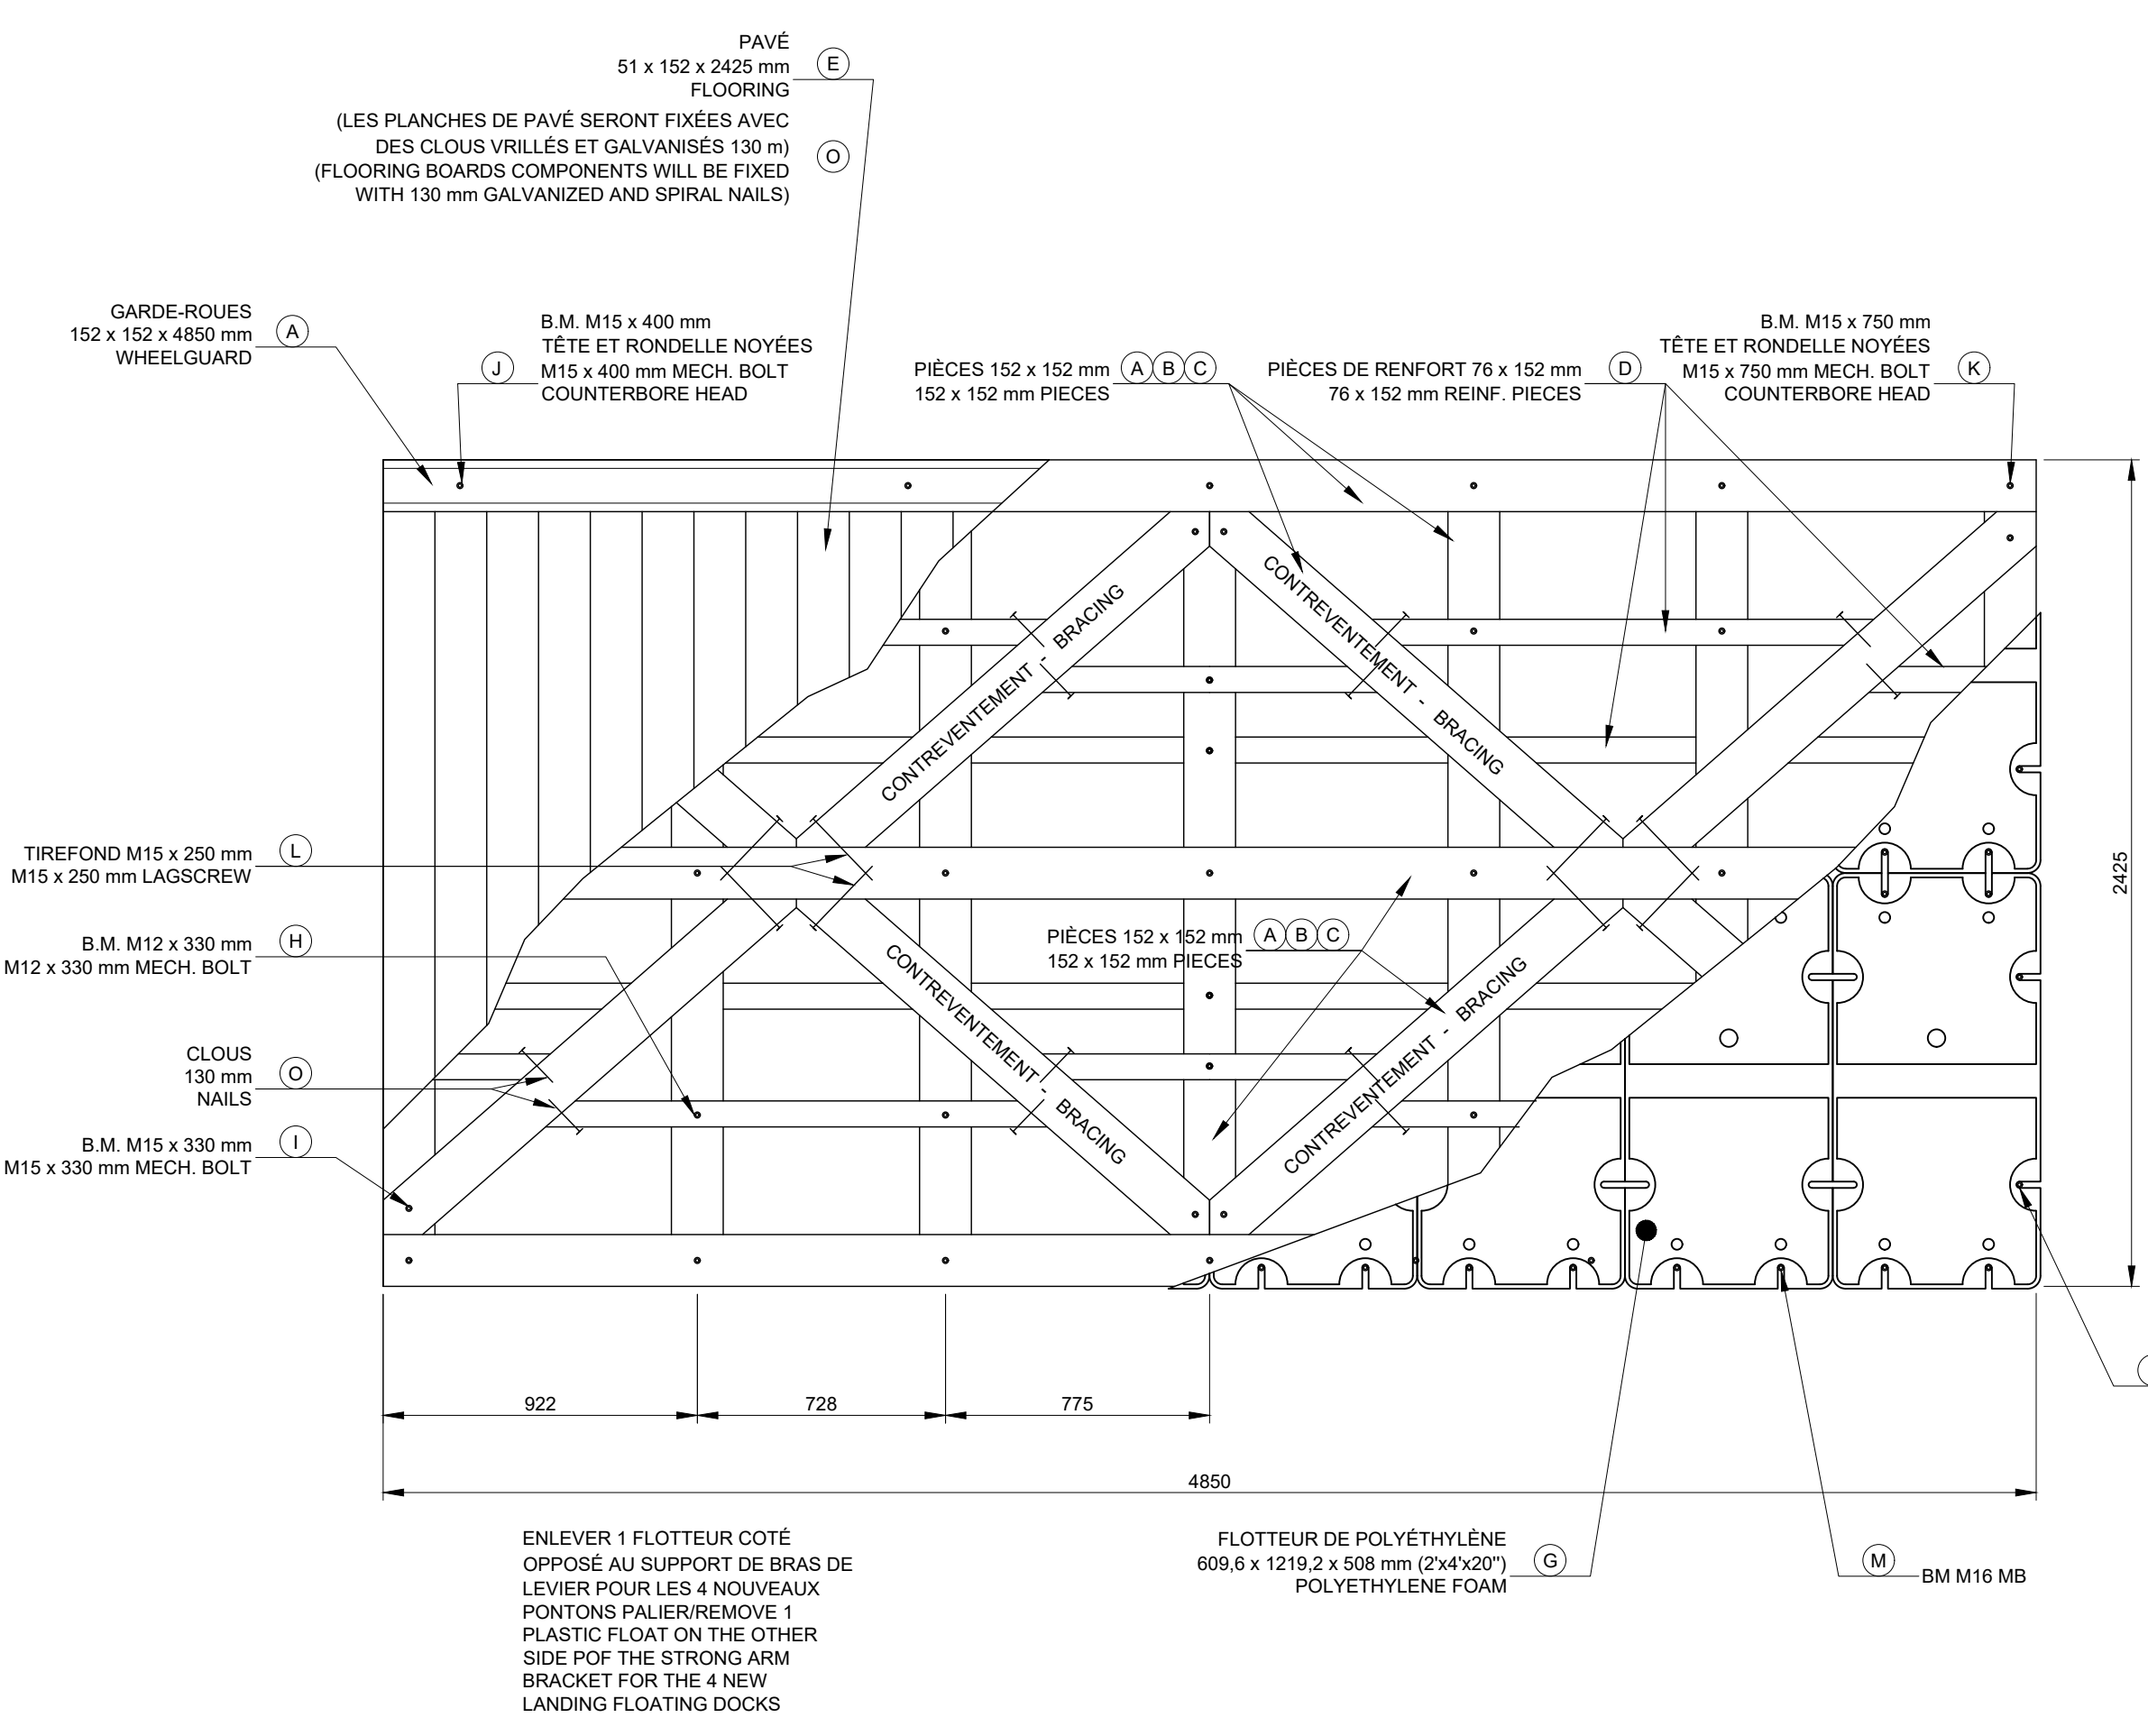 PAVÉ
51 x 152 x 2425 mm
FLOORING
E
(LES PLANCHES DE PAVÉ SERONT FIXÉES AVEC
DES CLOUS VRILLÉS ET GALVANISÉS 130 m)
(FLOORING BOARDS COMPONENTS WILL BE FIXED
WITH 130 mm GALVANIZED AND SPIRAL NAILS)
O
GARDE-ROUES
152 x 152 x 4850 mm
WHEELGUARD
A
J
B.M. M15 x 400 mm
TÊTE ET RONDELLE NOYÉES
M15 x 400 mm MECH. BOLT
COUNTERBORE HEAD
PIÈCES 152 x 152 mm
152 x 152 mm PIECES
A B C
PIÈCES DE RENFORT 76 x 152 mm
76 x 152 mm REINF. PIECES
D
B.M. M15 x 750 mm
TÊTE ET RONDELLE NOYÉES
M15 x 750 mm MECH. BOLT
COUNTERBORE HEAD
K
CONTREVENTEMENT - BRACING
CONTREVENTEMENT - BRACING
TIREFOND M15 x 250 mm
M15 x 250 mm LAGSCREW
L
2425
B.M. M12 x 330 mm
M12 x 330 mm MECH. BOLT
H
PIÈCES 152 x 152 mm
152 x 152 mm PIECES
A B C
CONTREVENTEMENT - BRACING
CONTREVENTEMENT - BRACING
CLOUS
130 mm
NAILS
O
B.M. M15 x 330 mm
M15 x 330 mm MECH. BOLT
I
922
728
775
4850
ENLEVER 1 FLOTTEUR COTÉ
OPPOSÉ AU SUPPORT DE BRAS DE
LEVIER POUR LES 4 NOUVEAUX
PONTONS PALIER/REMOVE 1
PLASTIC FLOAT ON THE OTHER
SIDE POF THE STRONG ARM
BRACKET FOR THE 4 NEW
LANDING FLOATING DOCKS
FLOTTEUR DE POLYÉTHYLÈNE
609,6 x 1219,2 x 508 mm (2'x4'x20'')
POLYETHYLENE FOAM
G
M
BM M16 MB